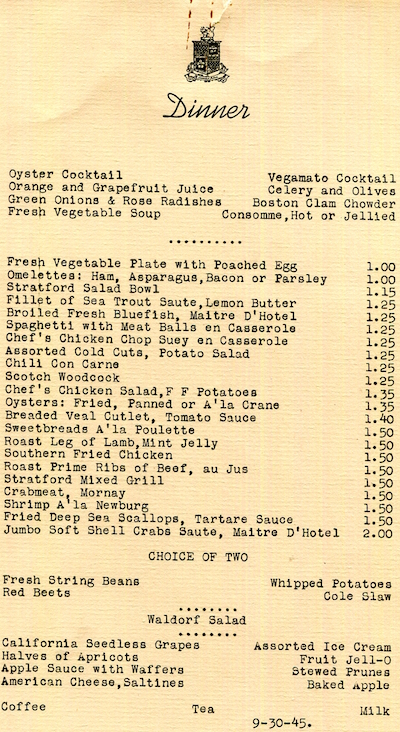 Dinner
Oyster Cocktail Vegamato Cocktail
Orange and Grapefruit Juice Celery and Olives
Green Onions & Rose Radishes Boston Clam Chowder
Fresh Vegetable Soup Consomme,Hot or Jellied
..........
Fresh Vegetable Plate with Poached Egg 1.00
Omelettes: Ham, Asparagus,Bacon or Parsley 1.00
Stratford Salad Bowl 1.15
Fillet of Sea Trout Saute,Lemon Butter 1.25
Broiled Fresh Bluefish, Maitre D'Hotel 1.25
Spaghetti with Meat Balls en Casserole 1.25
Chef's Chicken Chop Suey en Casserole 1.25
Assorted Cold Cuts, Potato Salad 1.25
Chili Con Carne 1.25
Scotch Woodcock 1.25
Chef's Chicken Salad,F F Potatoes 1.35
Oysters: Fried, Panned or A'la Crane 1.35
Breaded Veal Cutlet, Tomato Sauce 1.40
Sweetbreads A'la Poulette 1.50
Roast Leg of Lamb,Mint Jelly 1.50
Southern Fried Chicken 1.50
Roast Prime Ribs of Beef, au Jus 1.50
Stratford Mixed Grill 1.50
Crabmeat, Mornay 1.50
Shrimp A'la Newburg 1.50
Fried Deep Sea Scallops, Tartare Sauce 1.50
Jumbo Soft Shell Crabs Saute, Maitre D'Hotel 2.00
CHOICE OF TWO
Fresh String Beans Whipped Potatoes
Red Beets Cole Slaw
........
Waldorf Salad
........
California Seedless Grapes Assorted Ice Cream
Halves of Apricots Fruit Jell-O
Apple Sauce with Waffers Stewed Prunes
American Cheese,Saltines Baked Apple
Coffee Tea Milk
9-30-45.